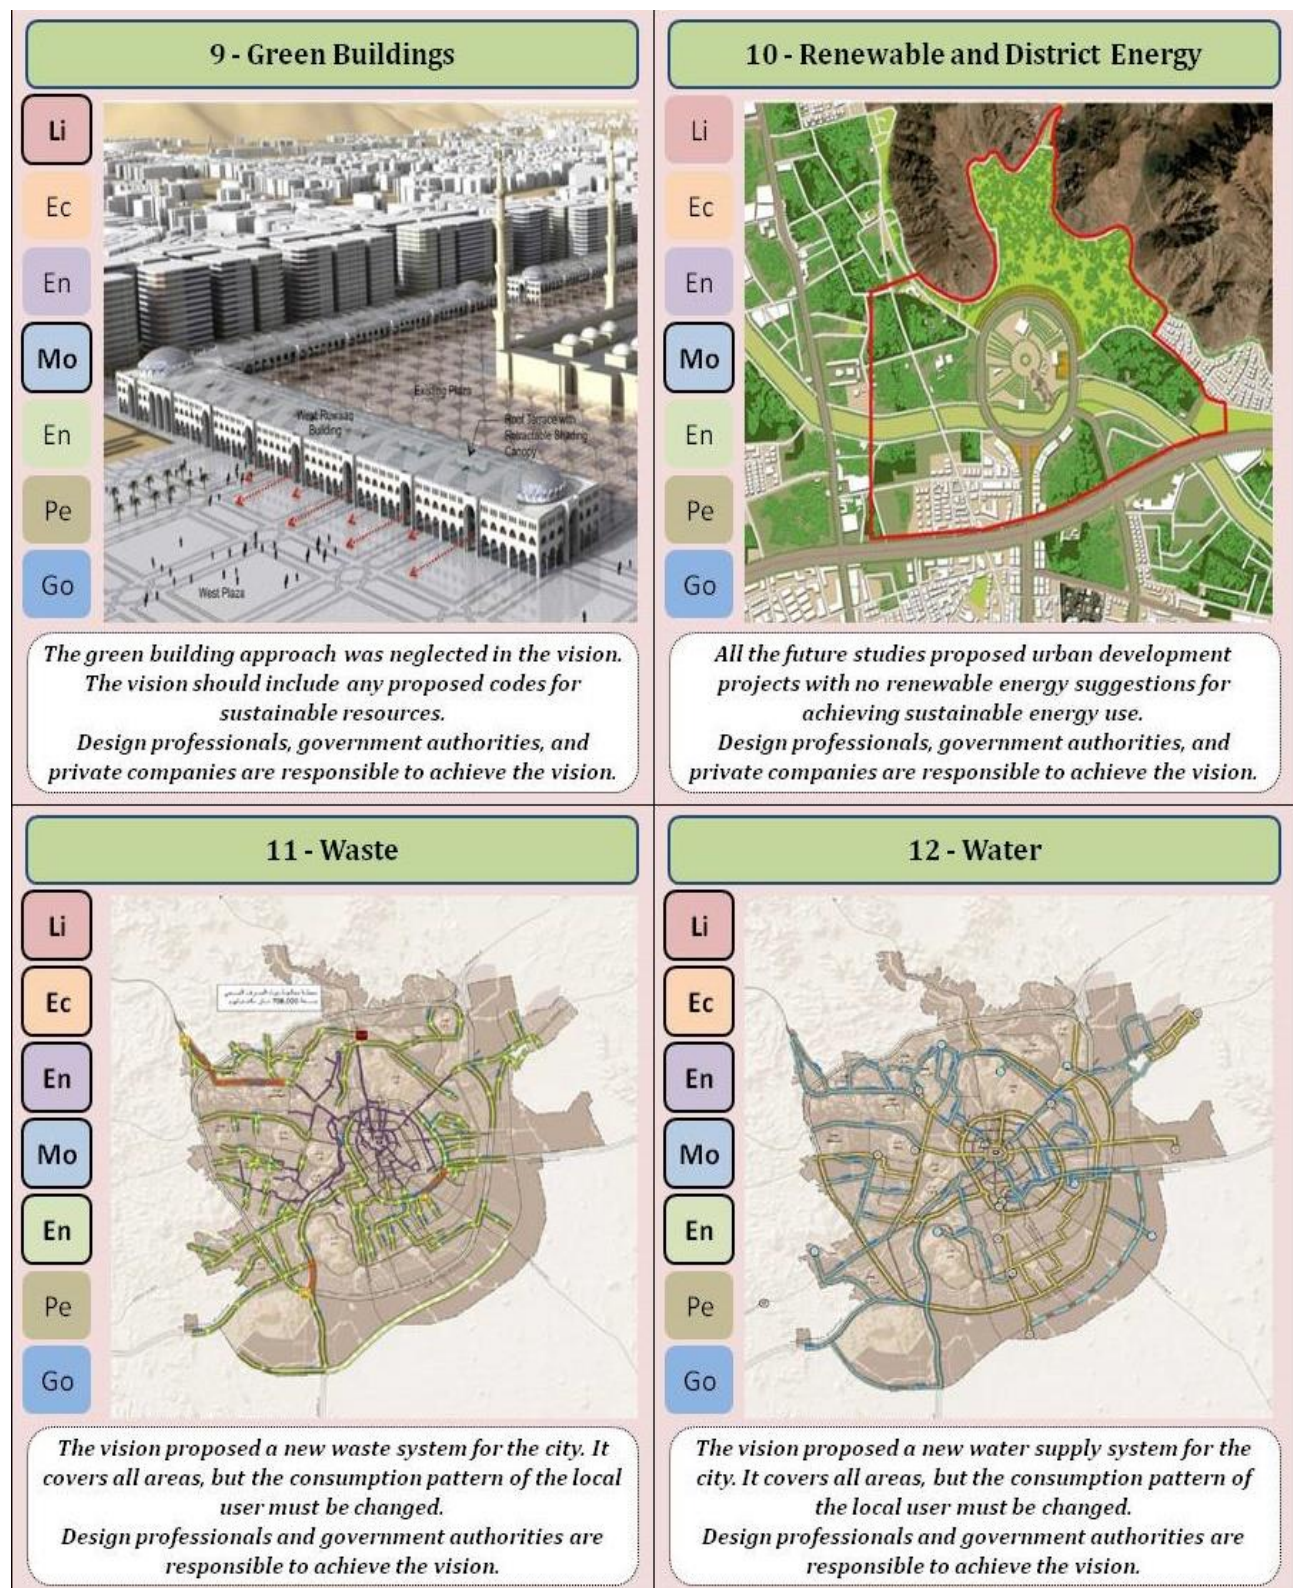 9 - Green Buildings
Li
Ec
En
Mo
En
Pe
Go
Existing Plaza
West Ruwaaq
Building
Roof Terrace with
Retractable Shading
Canopy
West Plaza
The green building approach was neglected in the vision.
The vision should include any proposed codes for
sustainable resources.
Design professionals, government authorities, and
private companies are responsible to achieve the vision.
10 - Renewable and District Energy
Li
Ec
En
Mo
En
Pe
Go
All the future studies proposed urban development
projects with no renewable energy suggestions for
achieving sustainable energy use.
Design professionals, government authorities, and
private companies are responsible to achieve the vision.
11 - Waste
Li
Ec
En
Mo
En
Pe
Go
The vision proposed a new waste system for the city. It
covers all areas, but the consumption pattern of the local
user must be changed.
Design professionals and government authorities are
responsible to achieve the vision.
12 - Water
Li
Ec
En
Mo
En
Pe
Go
The vision proposed a new water supply system for the
city. It covers all areas, but the consumption pattern of
the local user must be changed.
Design professionals and government authorities are
responsible to achieve the vision.